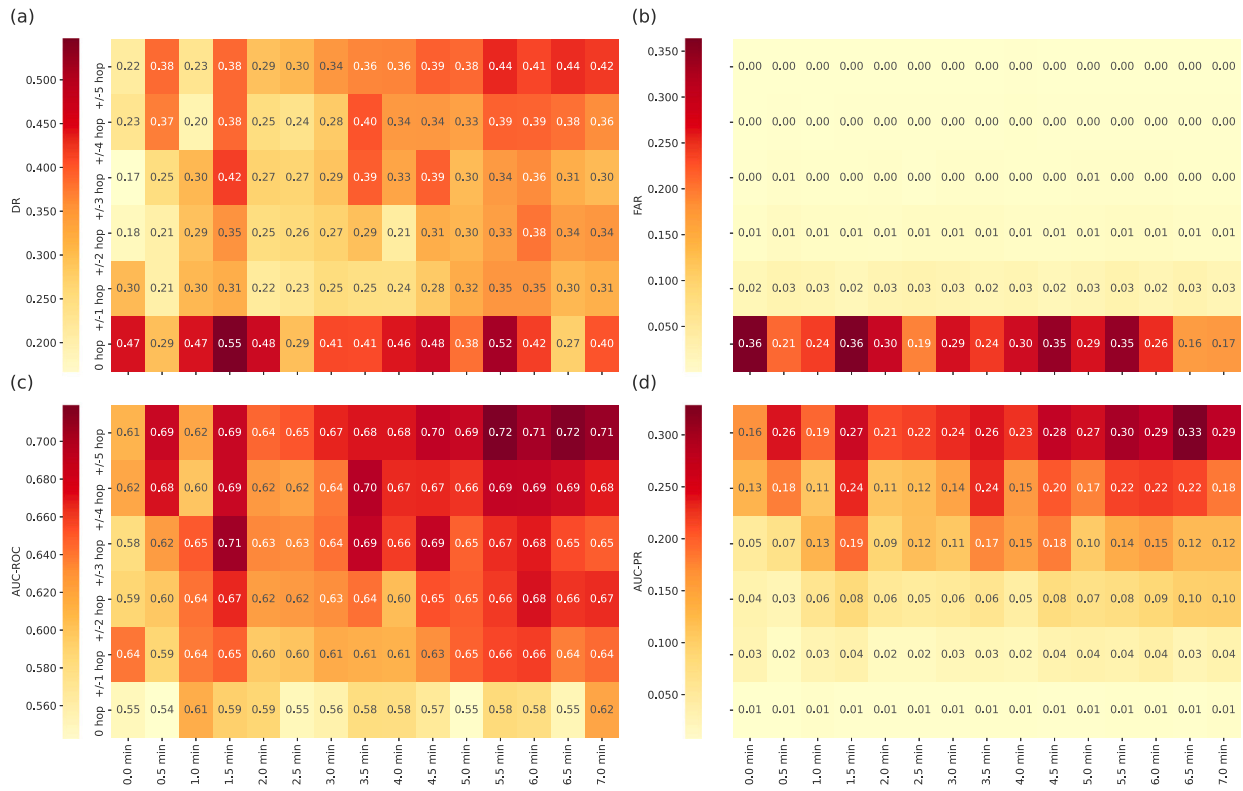 (a)
(b)
0.500
0.450
0.400
0.350
0.300
0.250
0.200
DR
+/-5 hop
+/-4 hop
+/-3 hop
+/-2 hop
+/-1 hop
0 hop
0.22 0.38 0.23 0.38 0.29 0.30 0.34 0.36 0.36 0.39 0.38 0.44 0.41 0.44 0.42
0.23 0.37 0.20 0.38 0.25 0.24 0.28 0.40 0.34 0.34 0.33 0.39 0.39 0.38 0.36
0.17 0.25 0.30 0.42 0.27 0.27 0.29 0.39 0.33 0.39 0.30 0.34 0.36 0.31 0.30
0.18 0.21 0.29 0.35 0.25 0.26 0.27 0.29 0.21 0.31 0.30 0.33 0.38 0.34 0.34
0.30 0.21 0.30 0.31 0.22 0.23 0.25 0.25 0.24 0.28 0.32 0.35 0.35 0.30 0.31
0.47 0.29 0.47 0.55 0.48 0.29 0.41 0.41 0.46 0.48 0.38 0.52 0.42 0.27 0.40
0.350
0.300
0.250
0.200
0.150
0.100
0.050
FAR
0.00 0.00 0.00 0.00 0.00 0.00 0.00 0.00 0.00 0.00 0.00 0.00 0.00 0.00 0.00
0.00 0.00 0.00 0.00 0.00 0.00 0.00 0.00 0.00 0.00 0.00 0.00 0.00 0.00 0.00
0.00 0.01 0.00 0.00 0.00 0.00 0.00 0.00 0.00 0.00 0.01 0.00 0.00 0.00 0.00
0.01 0.01 0.01 0.01 0.01 0.01 0.01 0.01 0.01 0.01 0.01 0.01 0.01 0.01 0.01
0.02 0.03 0.03 0.02 0.03 0.03 0.03 0.03 0.03 0.03 0.03 0.03 0.03 0.02 0.02
0.36 0.21 0.24 0.36 0.30 0.19 0.29 0.24 0.30 0.35 0.29 0.35 0.26 0.16 0.17
(c)
(d)
0.700
0.680
0.660
0.640
0.620
0.600
0.580
0.560
AUC-ROC
+/-5 hop
+/-4 hop
+/-3 hop
+/-2 hop
+/-1 hop
0 hop
0.61 0.69 0.62 0.69 0.64 0.65 0.67 0.68 0.68 0.70 0.69 0.72 0.71 0.72 0.71
0.62 0.68 0.60 0.69 0.62 0.62 0.64 0.70 0.67 0.67 0.66 0.69 0.69 0.69 0.68
0.58 0.62 0.65 0.71 0.63 0.63 0.64 0.69 0.66 0.69 0.65 0.67 0.68 0.65 0.65
0.59 0.60 0.64 0.67 0.62 0.62 0.63 0.64 0.60 0.65 0.65 0.66 0.68 0.66 0.67
0.64 0.59 0.64 0.65 0.60 0.60 0.61 0.61 0.61 0.63 0.65 0.66 0.66 0.64 0.64
0.55 0.54 0.61 0.59 0.59 0.55 0.56 0.58 0.58 0.57 0.55 0.58 0.58 0.55 0.62
0.0 min 0.5 min 1.0 min 1.5 min 2.0 min 2.5 min 3.0 min 3.5 min 4.0 min 4.5 min 5.0 min 5.5 min 6.0 min 6.5 min 7.0 min
0.300
0.250
0.200
0.150
0.100
0.050
AUC-PR
0.16 0.26 0.19 0.27 0.21 0.22 0.24 0.26 0.23 0.28 0.27 0.30 0.29 0.33 0.29
0.13 0.18 0.11 0.24 0.11 0.12 0.14 0.24 0.15 0.20 0.17 0.22 0.22 0.22 0.18
0.05 0.07 0.13 0.19 0.09 0.12 0.11 0.17 0.15 0.18 0.10 0.14 0.15 0.12 0.12
0.04 0.03 0.06 0.08 0.06 0.05 0.06 0.06 0.05 0.08 0.07 0.08 0.09 0.10 0.10
0.03 0.02 0.03 0.04 0.02 0.02 0.03 0.03 0.02 0.03 0.04 0.04 0.04 0.03 0.04
0.01 0.01 0.01 0.01 0.01 0.01 0.01 0.01 0.01 0.01 0.01 0.01 0.01 0.01 0.01
0.0 min 0.5 min 1.0 min 1.5 min 2.0 min 2.5 min 3.0 min 3.5 min 4.0 min 4.5 min 5.0 min 5.5 min 6.0 min 6.5 min 7.0 min